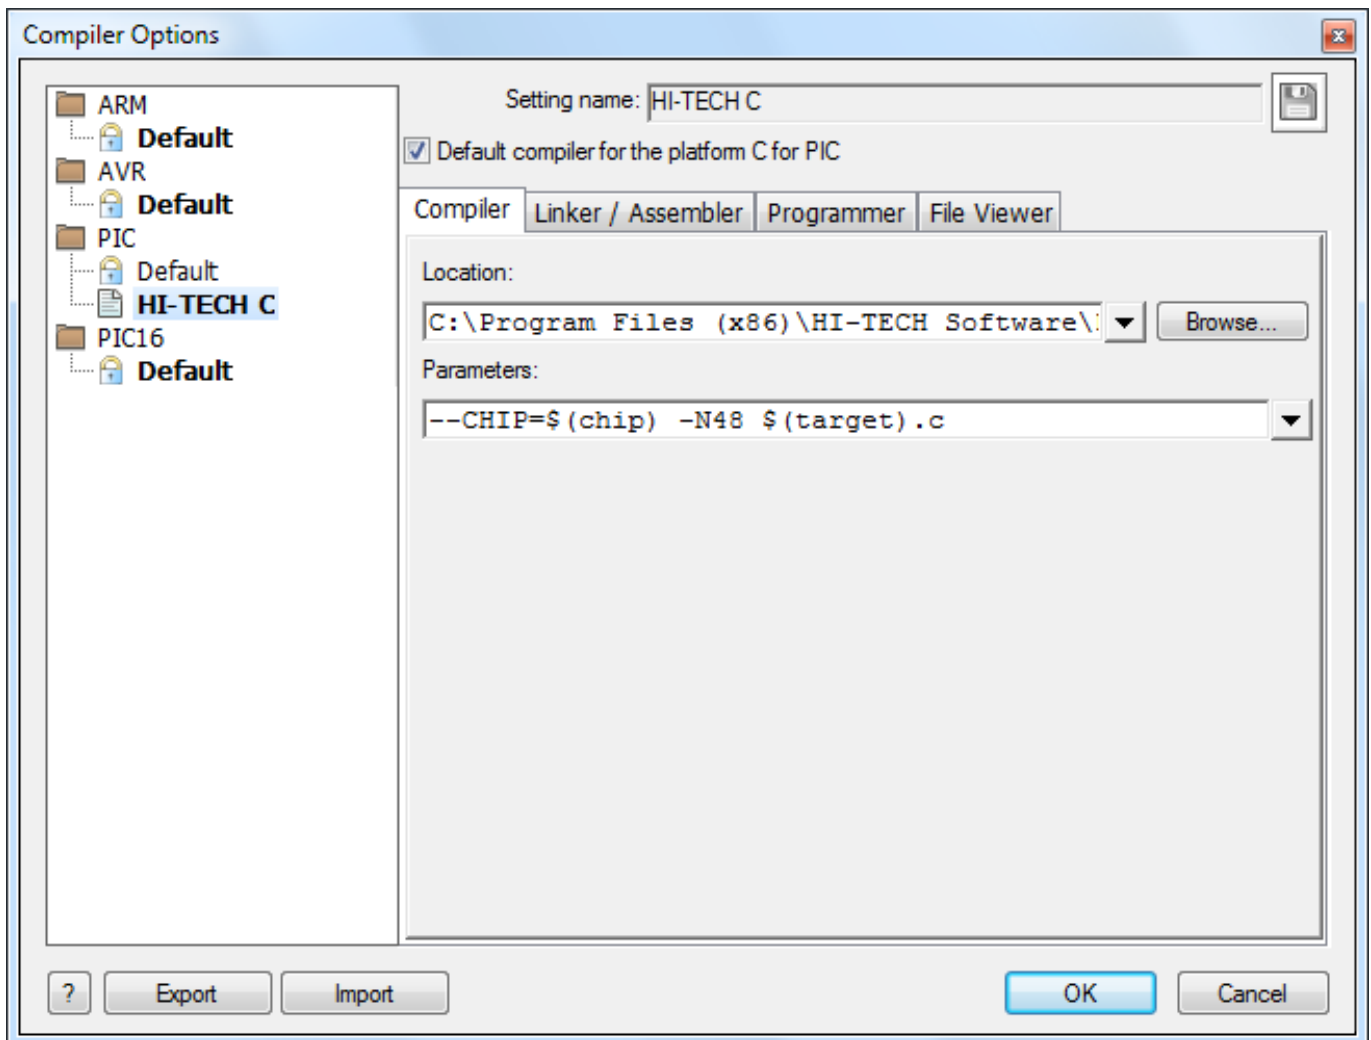 Compiler Options
ARM
Default
AVR
Default
PIC
Default
HI-TECH C
PIC16
Default
Setting name: HI-TECH C
Default compiler for the platform C for PIC
Compiler Linker / Assembler Programmer File Viewer
Location:
C:\Program Files (x86)\HI-TECH Software\ Browse...
Parameters:
--CHIP=$(chip) -N48 $(target).c
? Export Import OK Cancel